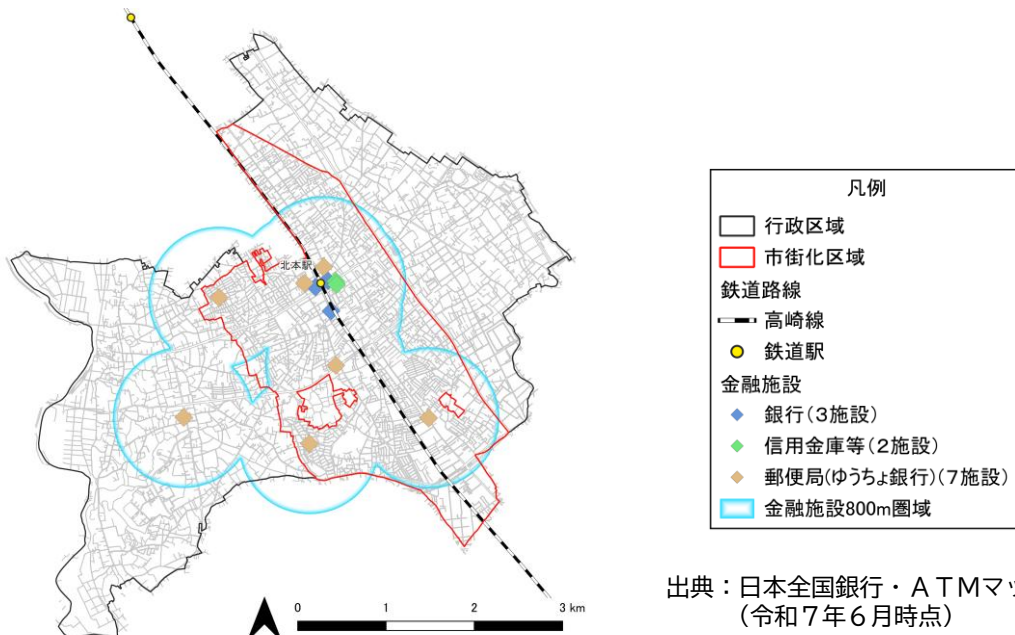 北本駅
0 1 2 3 km
凡例
行政区域
市街化区域
鉄道路線
高崎線
鉄道駅
金融施設
銀行(3施設)
信用金庫等(2施設)
郵便局(ゆうちょ銀行)(7施設)
金融施設800m圏域
出典：日本全国銀行・ＡＴＭマッ
（令和７年６月時点）